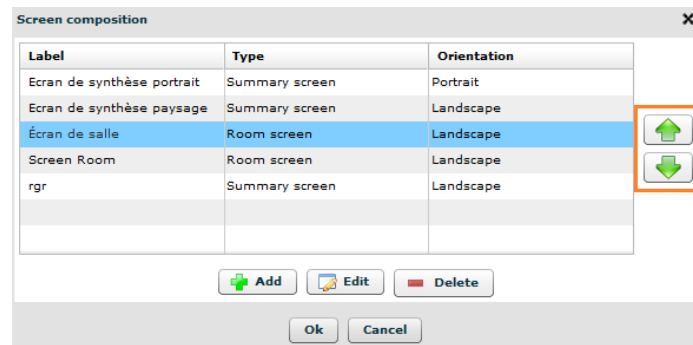 Screen composition
Label Type Orientation
Ecran de synthèse portrait Summary screen Portrait
Ecran de synthèse paysage Summary screen Landscape
Écran de salle Room screen Landscape
Screen Room Room screen Landscape
rgr Summary screen Landscape
Add Edit Delete
Ok Cancel